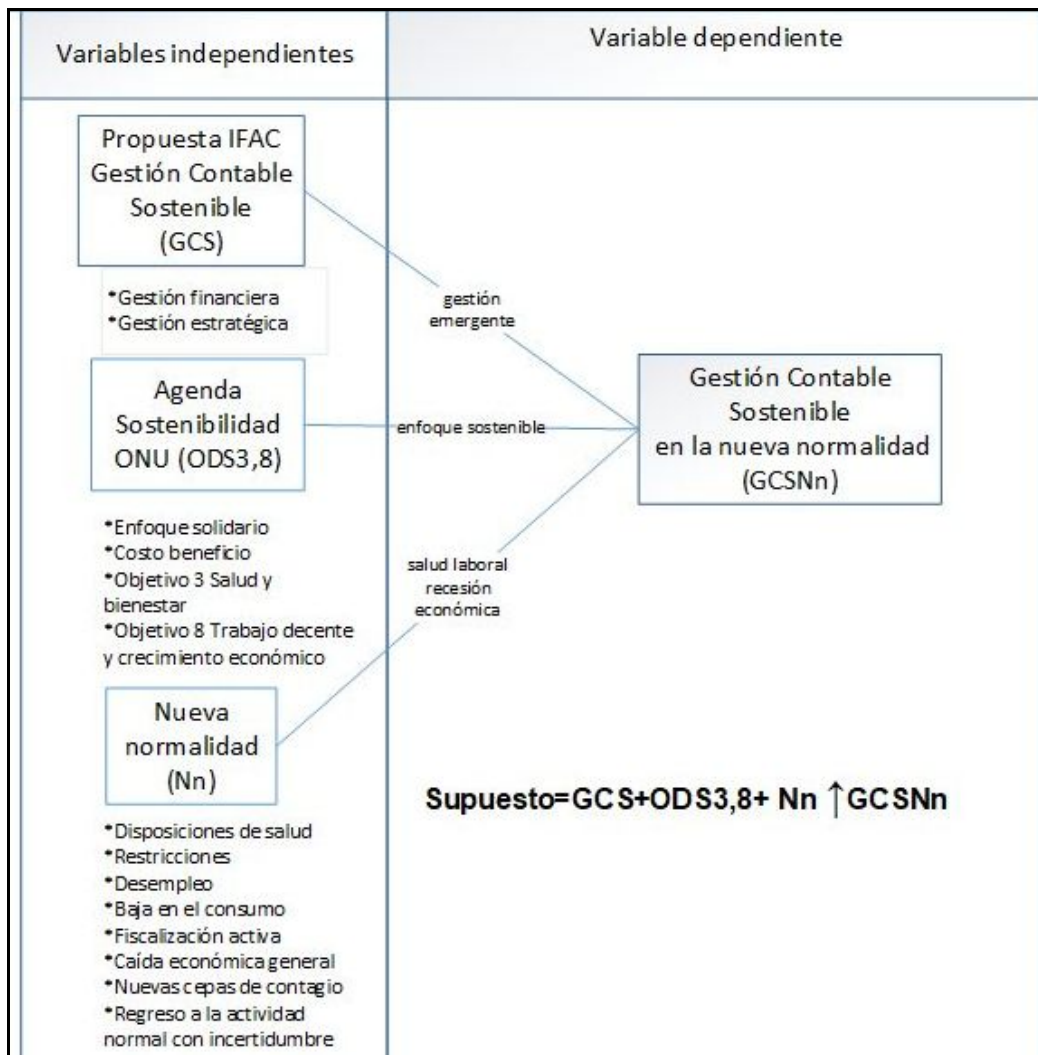 Variables independientes
Variable dependiente
Propuesta IFAC
Gestión Contable
Sostenible
(GCS)
*Gestión financiera
*Gestión estratégica
gestión
emergente
Agenda
Sostenibilidad
ONU (ODS3,8)
enfoque sostenible
Gestión Contable
Sostenible
en la nueva normalidad
(GCSNn)
*Enfoque solidario
*Costo beneficio
*Objetivo 3 Salud y
bienestar
*Objetivo 8 Trabajo decente
y crecimiento económico
salud laboral
recesión
económica
Nueva
normalidad
(Nn)
Supuesto=GCS+ODS3,8+ Nn ↑GCSNn
*Disposiciones de salud
*Restricciones
*Desempleo
*Baja en el consumo
*Fiscalización activa
*Caída económica general
*Nuevas cepas de contagio
*Regreso a la actividad
normal con incertidumbre